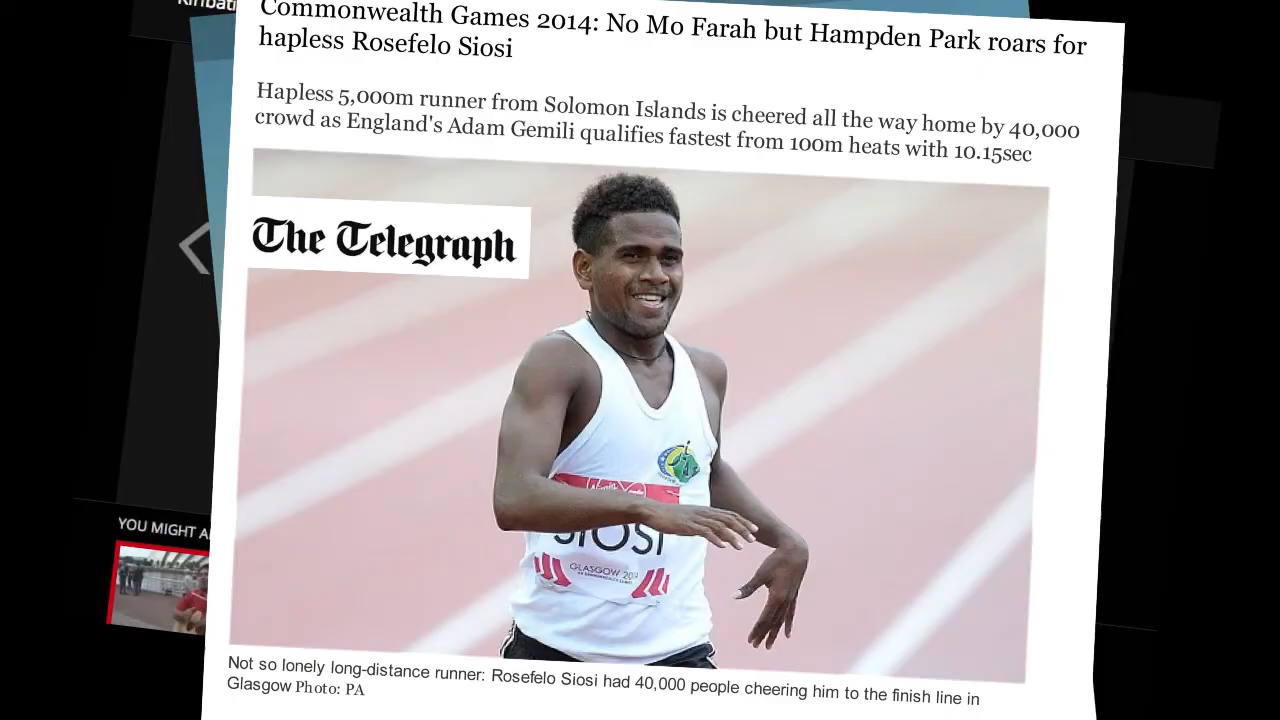 Kiribati
Commonwealth Games 2014: No Mo Farah but Hampden Park roars for
hapless Rosefelo Siosi
Hapless 5,000m runner from Solomon Islands is cheered all the way home by 40,000
crowd as England's Adam Gemili qualifies fastest from 100m heats with 10.15sec
The Telegraph
SIOSI
GLASGOW 2014
YOU MIGHT A
Not so lonely long-distance runner: Rosefelo Siosi had 40,000 people cheering him to the finish line in
Glasgow Photo: PA